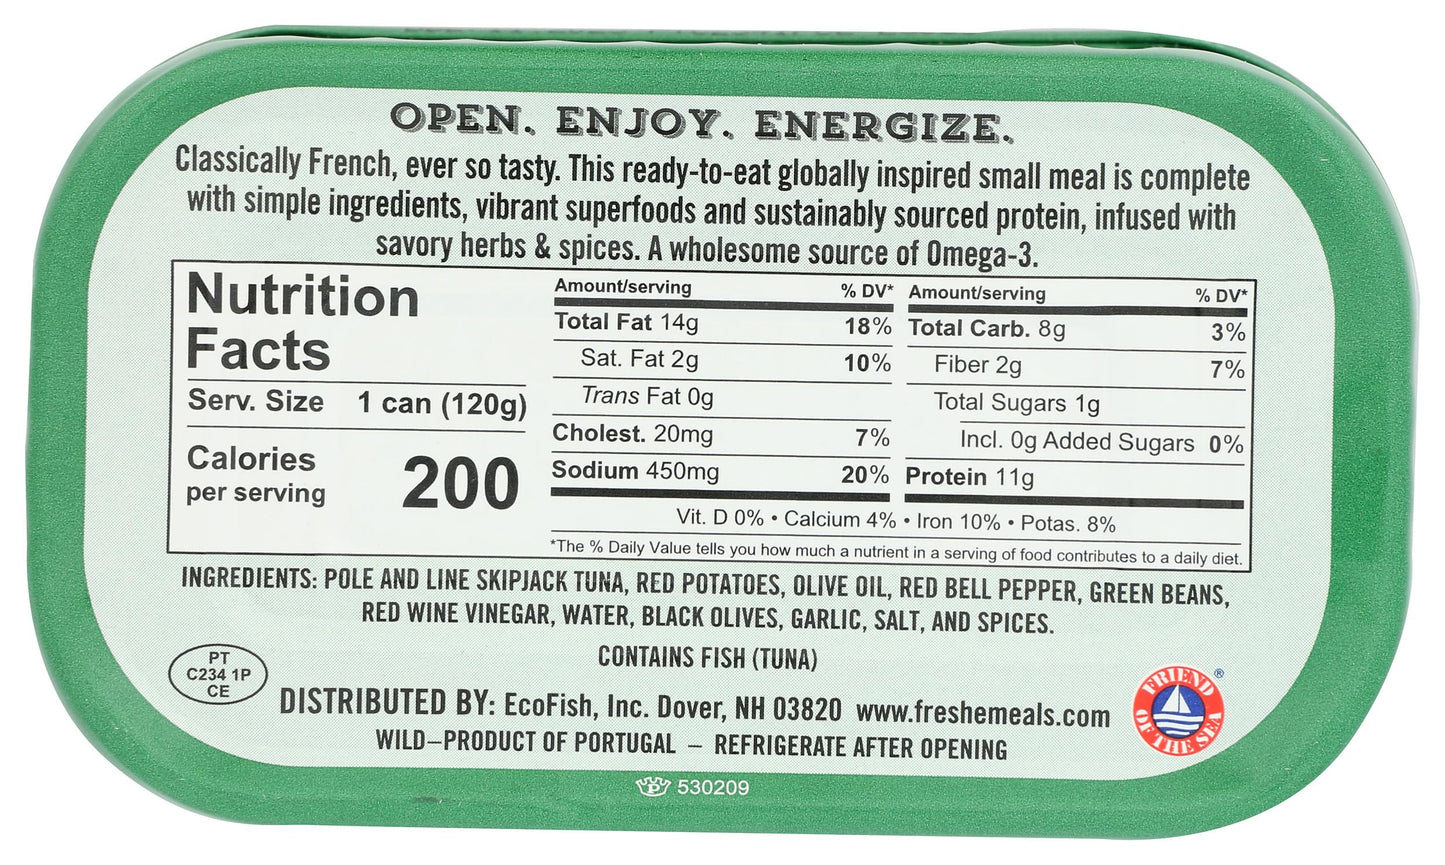 OPEN. ENJOY. ENERGIZE.
Classically French, ever so tasty. This ready-to-eat globally inspired small meal is complete
with simple ingredients, vibrant superfoods and sustainably sourced protein, infused with
savory herbs & spices. A wholesome source of Omega-3.
Nutrition
Facts
Serv. Size 1 can (120g)
Calories
per serving 200
Amount/serving % DV*
Total Fat 14g 18%
Sat. Fat 2g 10%
Trans Fat 0g
Cholest. 20mg 7%
Sodium 450mg 20%
Amount/serving % DV*
Total Carb. 8g 3%
Fiber 2g 7%
Total Sugars 1g
Incl. 0g Added Sugars 0%
Protein 11g
Vit. D 0% • Calcium 4% • Iron 10% • Potas. 8%
*The % Daily Value tells you how much a nutrient in a serving of food contributes to a daily diet.
INGREDIENTS: POLE AND LINE SKIPJACK TUNA, RED POTATOES, OLIVE OIL, RED BELL PEPPER, GREEN BEANS,
RED WINE VINEGAR, WATER, BLACK OLIVES, GARLIC, SALT, AND SPICES.
CONTAINS FISH (TUNA)
PT
C234 1P
CE
DISTRIBUTED BY: EcoFish, Inc. Dover, NH 03820 www.freshemeals.com
WILD–PRODUCT OF PORTUGAL – REFRIGERATE AFTER OPENING
FRIEND OF THE SEA ®
P 530209